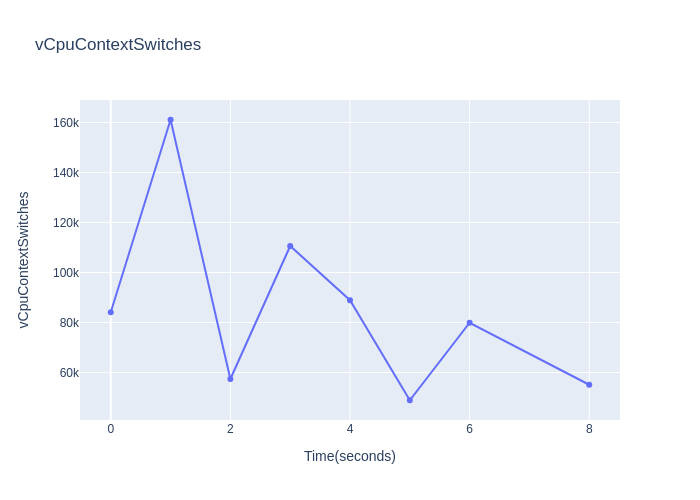 vCpuContextSwitches
160k
140k
120k
100k
80k
60k
vCpuContextSwitches
0 2 4 6 8
Time(seconds)